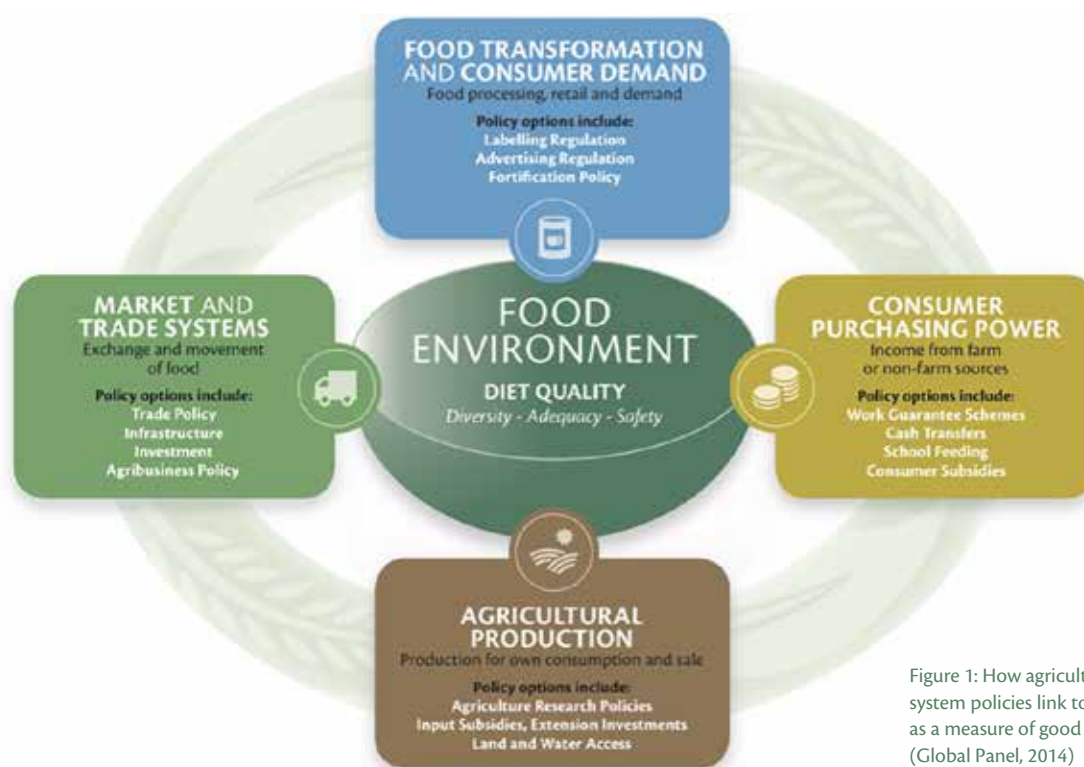 FOOD TRANSFORMATION
AND CONSUMER DEMAND
Food processing, retail and demand
Policy options include:
Labelling Regulation
Advertising Regulation
Fortification Policy
MARKET AND
TRADE SYSTEMS
Exchange and movement
of food
Policy options include:
Trade Policy
Infrastructure
Investment
Agribusiness Policy
FOOD
ENVIRONMENT
DIET QUALITY
Diversity - Adequacy - Safety
CONSUMER
PURCHASING POWER
Income from farm
or non-farm sources
Policy options include:
Work Guarantee Schemes
Cash Transfers
School Feeding
Consumer Subsidies
AGRICULTURAL
PRODUCTION
Production for own consumption and sale
Policy options include:
Agriculture Research Policies
Input Subsidies, Extension Investments
Land and Water Access
Figure 1: How agricult
system policies link to
as a measure of good
(Global Panel, 2014)